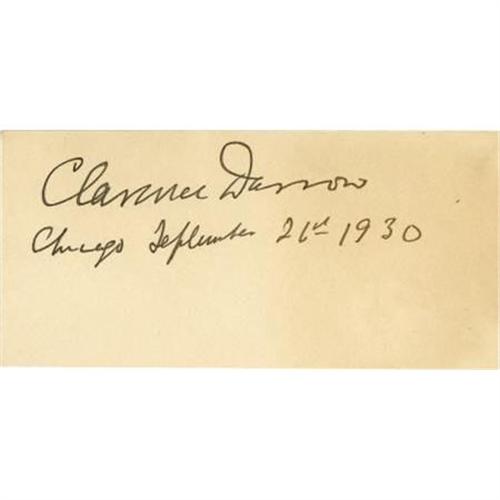 Clarence Darrow
Chicago September 21st 1930